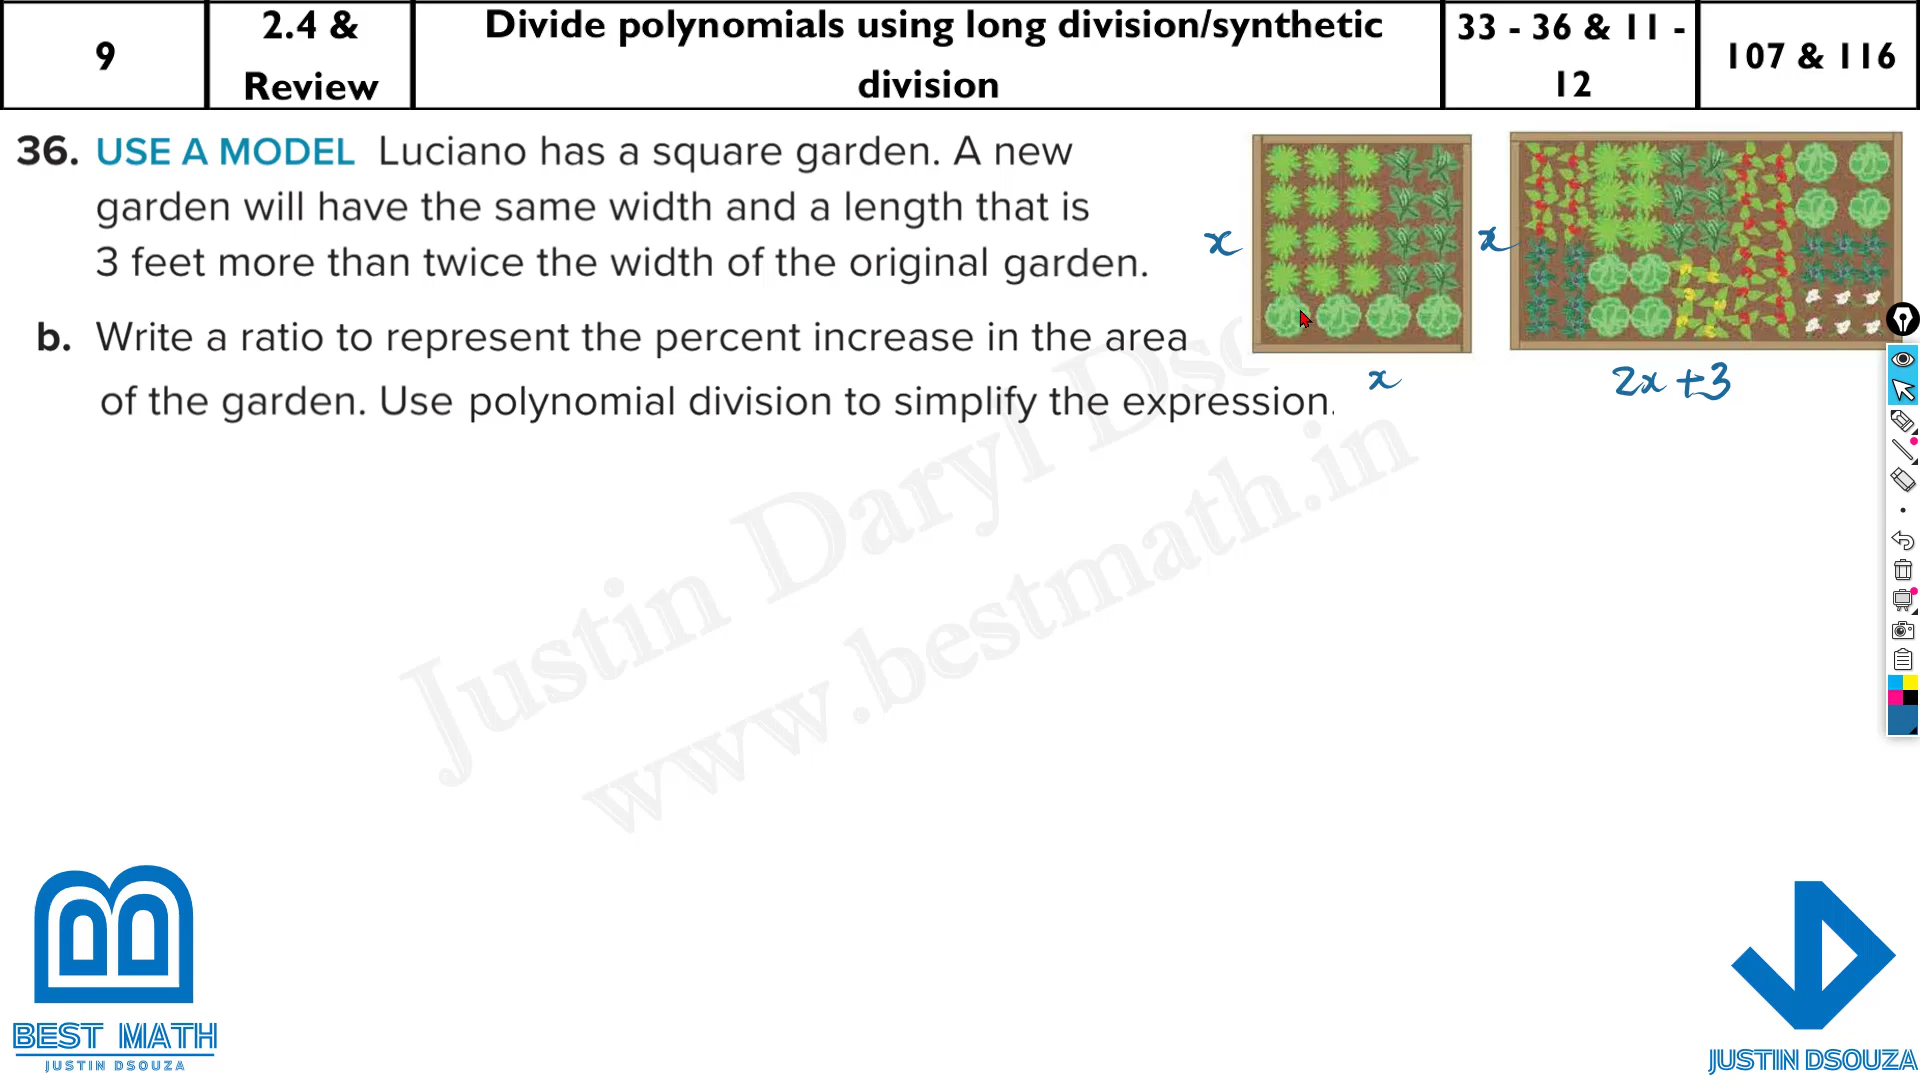 9
2.4 &
Review
Divide polynomials using long division/synthetic
division
33 - 36 & 11 -
12
107 & 116
36. USE A MODEL Luciano has a square garden. A new
garden will have the same width and a length that is
3 feet more than twice the width of the original garden.
b. Write a ratio to represent the percent increase in the area
of the garden. Use polynomial division to simplify the expression.
x
x
x
2x+3
Justin Daryl Dso
www.bestmath.in
BEST MATH
JUSTIN DSOUZA
JUSTIN DSOUZA